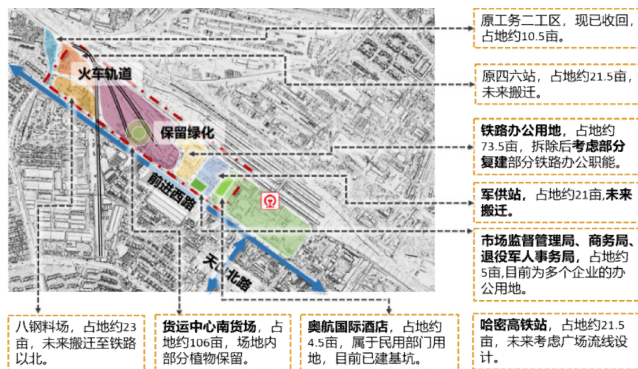 原工务二工区，现已收回，
占地约10.5亩。
火车轨道
原四六站，占地约21.5亩，
未来搬迁。
保留绿化
铁路办公用地，占地约
73.5亩，拆除后考虑部分
复建部分铁路办公职能。
前进西路
军供站，占地约21亩,未来
搬迁。
天山北路
市场监督管理局、商务局、
退役军人事务局，占地约
5亩,目前为多个企业的办
公用地。
八钢料场，占地约23
亩，未来搬迁至铁路
以北。
货运中心南货场，占
地约106亩，场地内
部分植物保留。
奥航国际酒店，占地约
4.5亩，属于民用部门用
地，目前已建基坑。
哈密高铁站，占地约21.5
亩，未来考虑广场流线设
计。